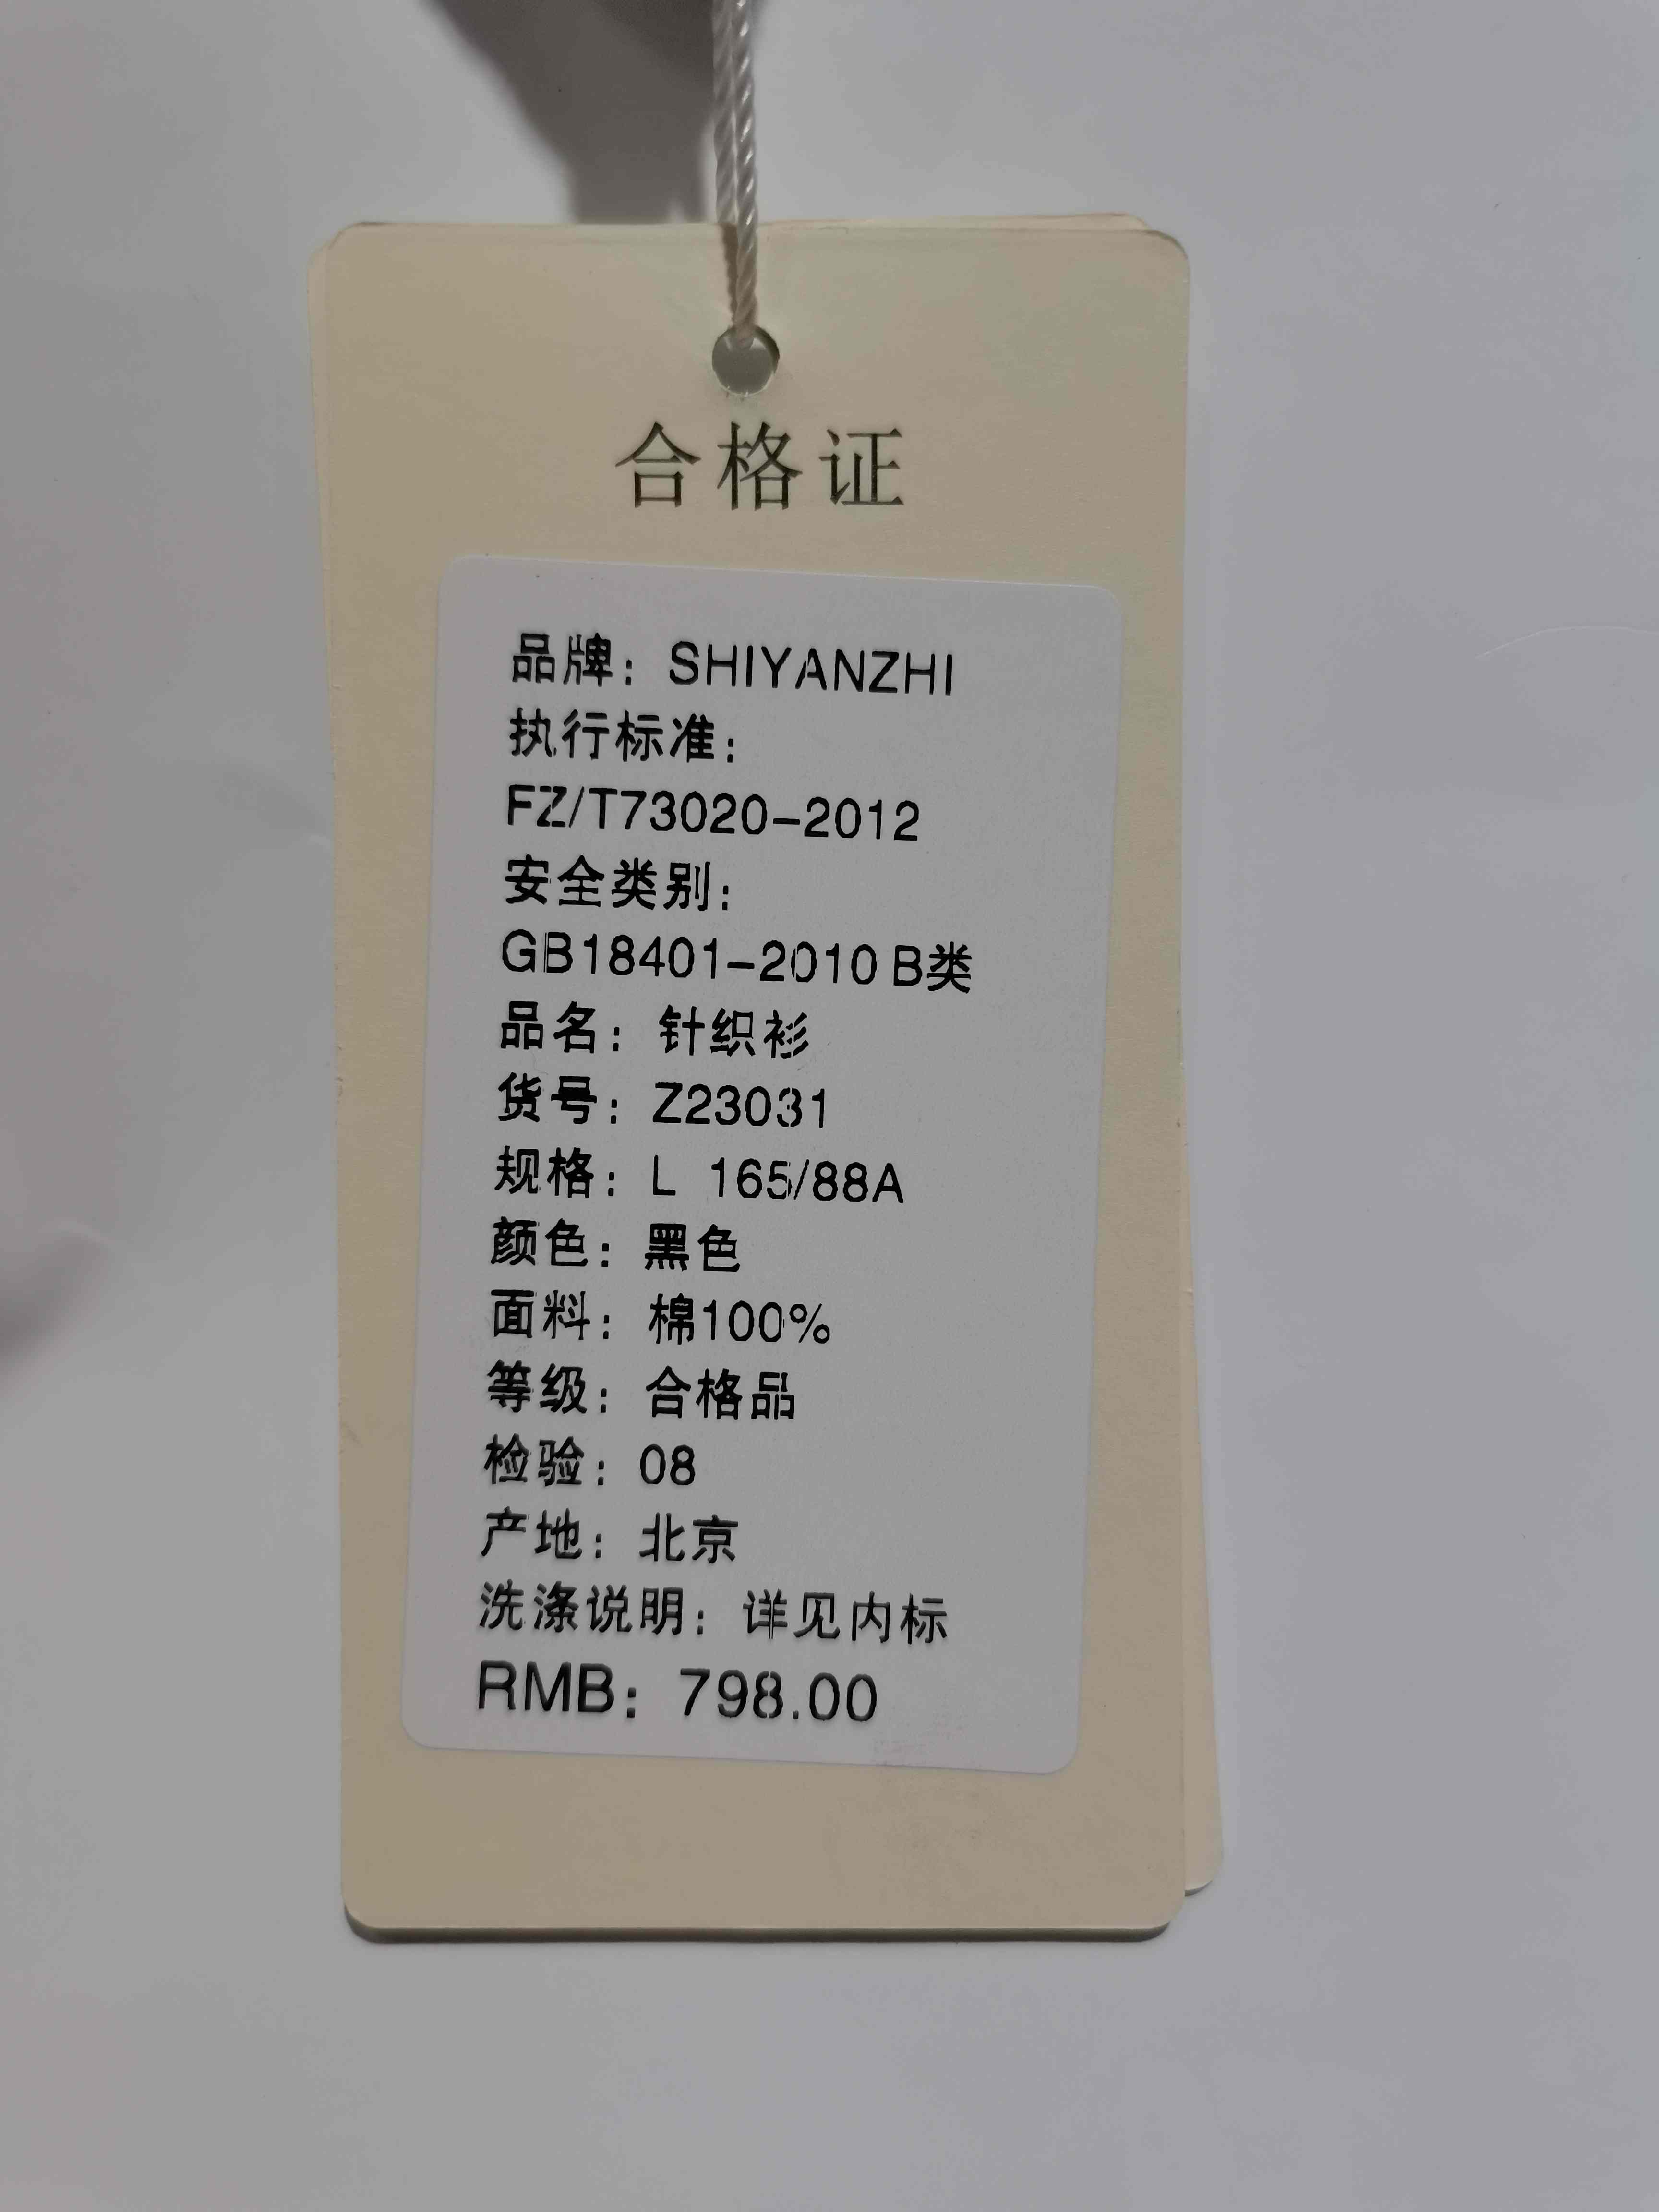 合格证
品牌：SHIYANZHI
执行标准：
FZ/T73020-2012
安全类别：
GB18401-2010 B类
品名：针织衫
货号：Z23031
规格：L 165/88A
颜色：黑色
面料：棉100%
等级：合格品
检验：08
产地：北京
洗涤说明：详见内标
RMB：798.00